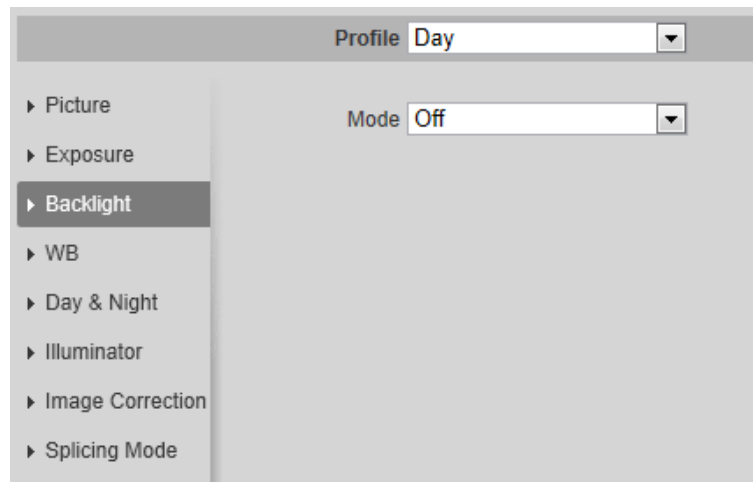 Profile Day
Picture
Mode Off
Exposure
Backlight
WB
Day & Night
Illuminator
Image Correction
Splicing Mode